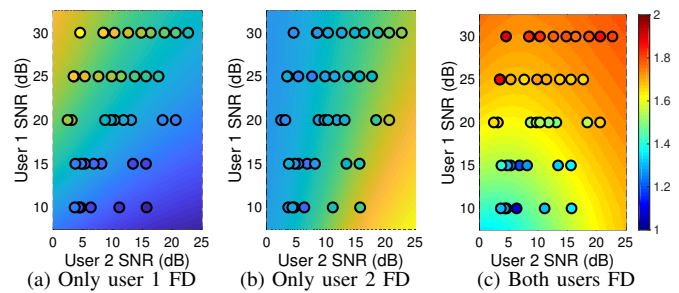 User 1 SNR (dB)
30
25
20
15
10
0 5 10 15 20 25
User 2 SNR (dB)
(a) Only user 1 FD
User 1 SNR (dB)
30
25
20
15
10
0 5 10 15 20 25
User 2 SNR (dB)
(b) Only user 2 FD
User 1 SNR (dB)
30
25
20
15
10
0 5 10 15 20 25
User 2 SNR (dB)
(c) Both users FD
2
1.8
1.6
1.4
1.2
1